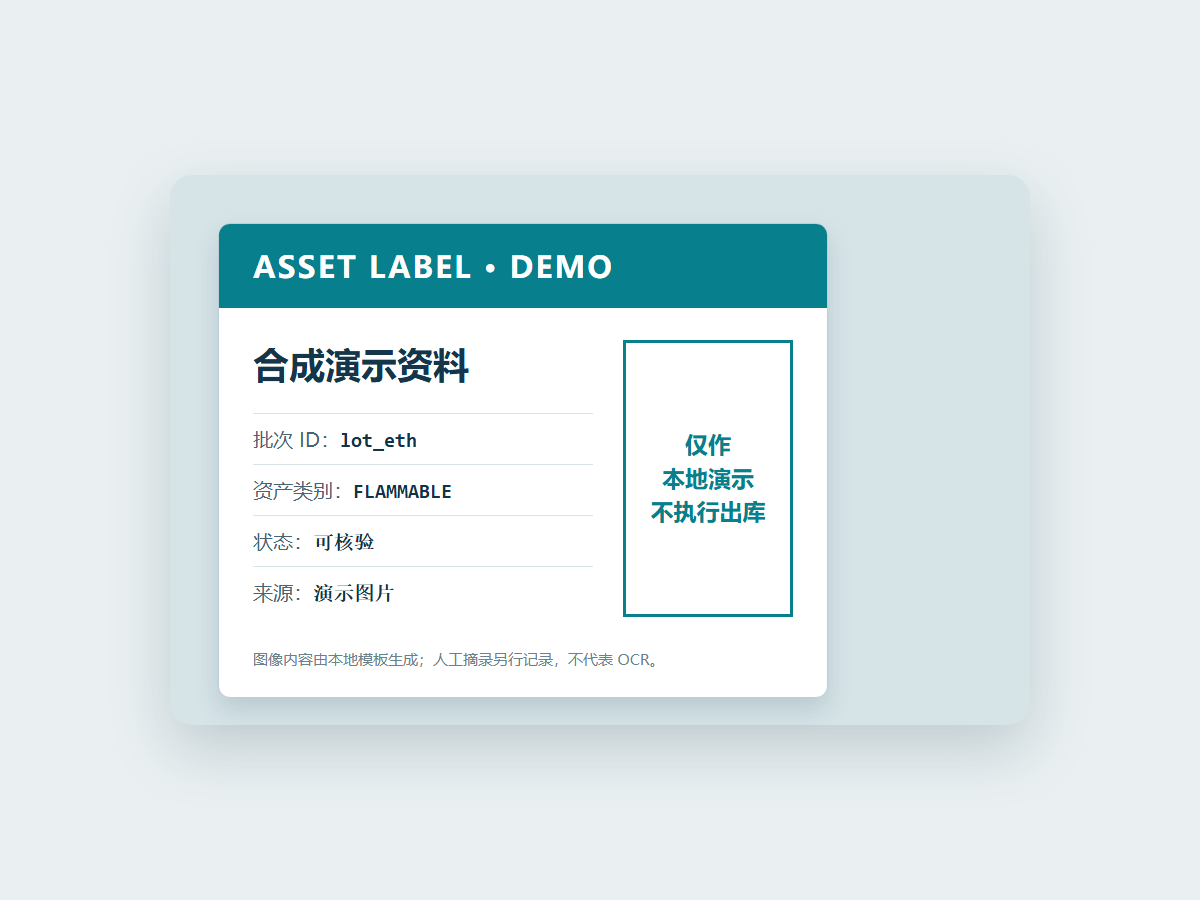 ASSET LABEL • DEMO
合成演示资料
批次 ID：lot_eth
资产类别：FLAMMABLE
状态：可核验
来源：演示图片
仅作
本地演示
不执行出库
图像内容由本地模板生成；人工摘录另行记录，不代表 OCR。